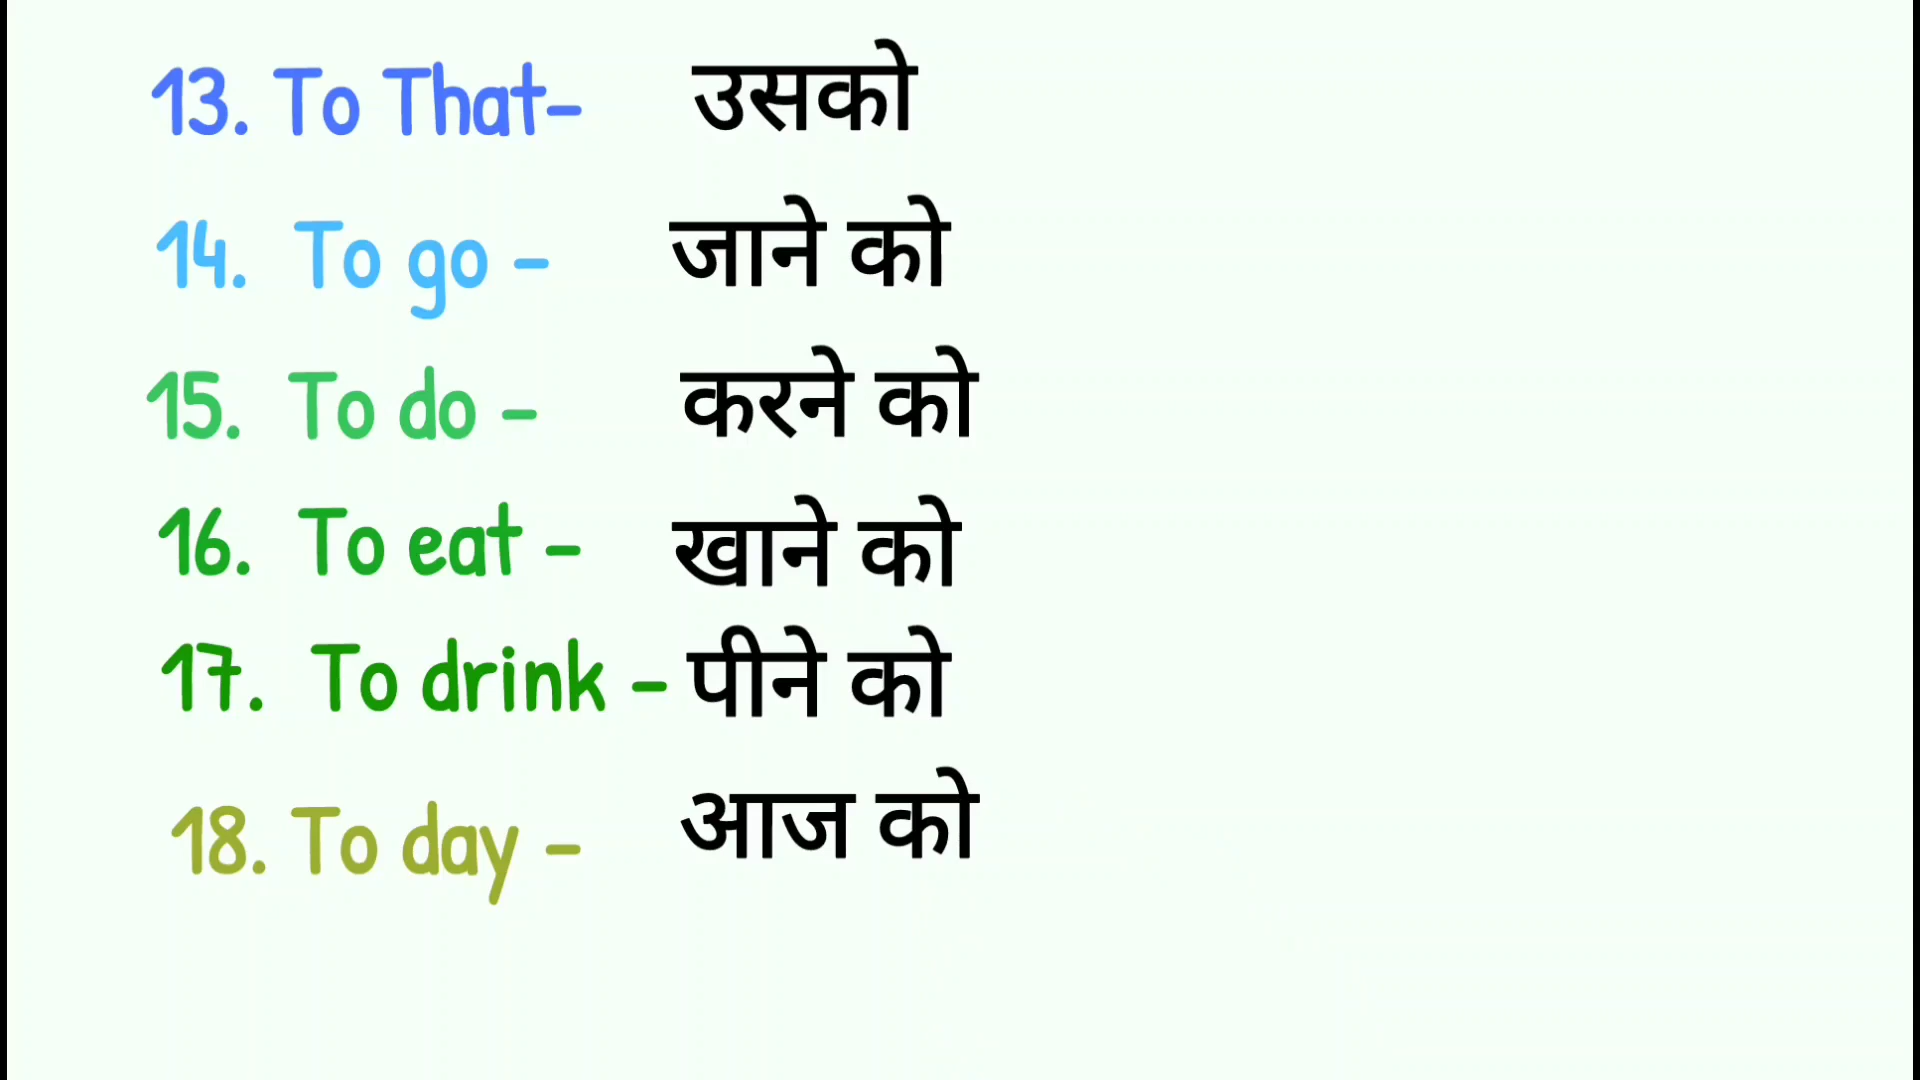 13. To That- उसको
14. To go - जाने को
15. To do - करने को
16. To eat - खाने को
17. To drink - पीने को
18. To day - आज को